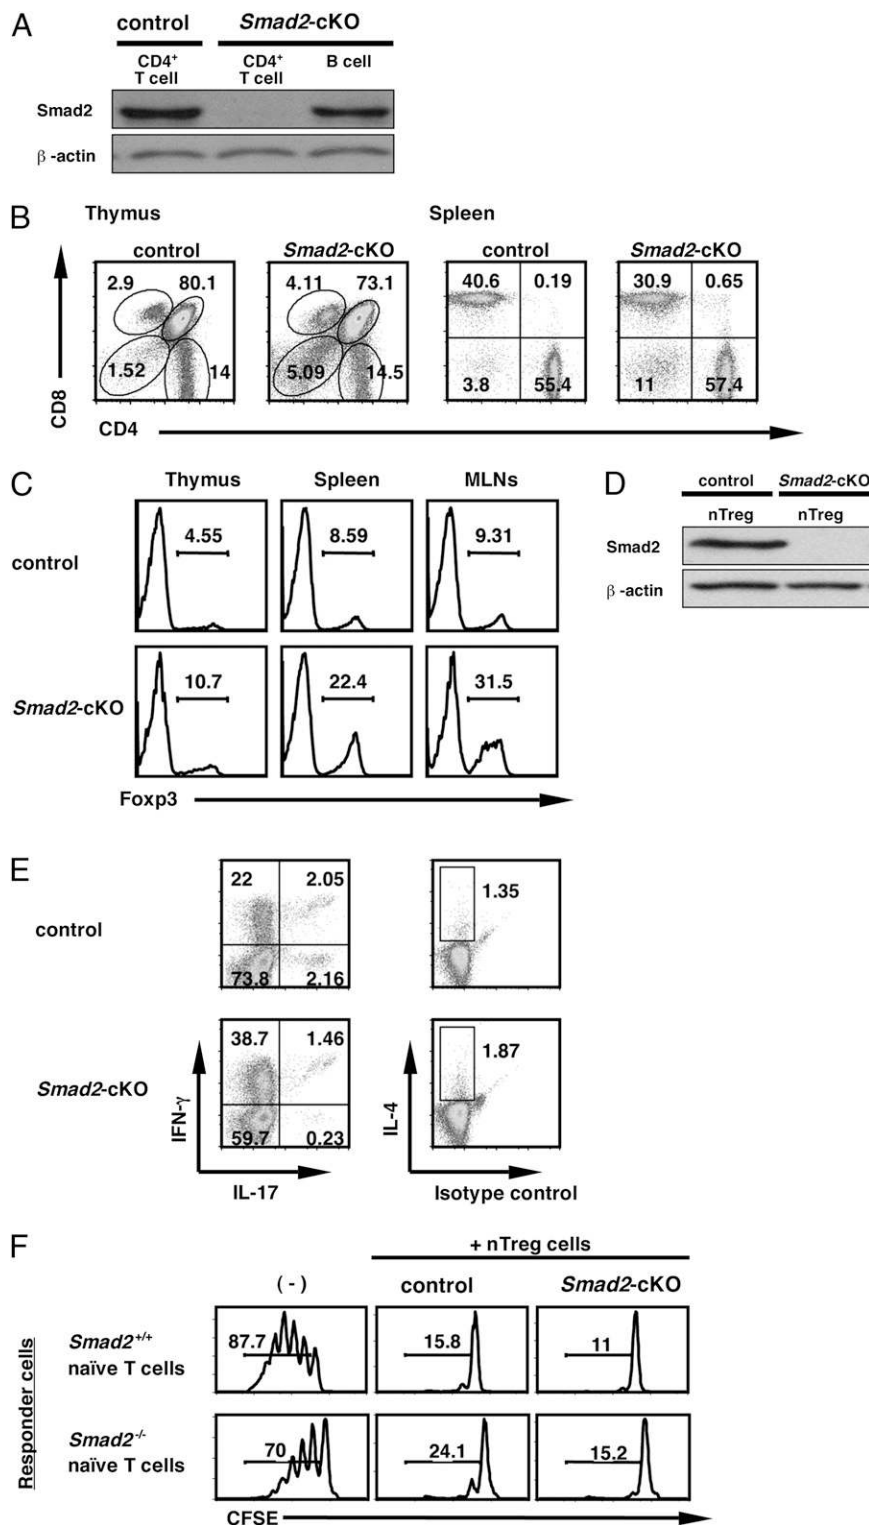 A
control Smad2-cKO
CD4+ T cell CD4+ T cell B cell
Smad2
β -actin
B
Thymus Spleen
control Smad2-cKO control Smad2-cKO
2.9 80.1 4.11 73.1 40.6 0.19 30.9 0.65
1.52 14 5.09 14.5 3.8 55.4 11 57.4
CD8
CD4
C
Thymus Spleen MLNs
control
4.55 8.59 9.31
Smad2-cKO
10.7 22.4 31.5
Foxp3
D
control Smad2-cKO
nTreg nTreg
Smad2
β -actin
E
control
22 2.05 1.35
73.8 2.16
Smad2-cKO
38.7 1.46 1.87
59.7 0.23
IFN-γ
IL-17
IL-4
Isotype control
F
+ nTreg cells
( - ) control Smad2-cKO
Responder cells
Smad2+/+
naïve T cells
87.7 15.8 11
Smad2-/-
naïve T cells
70 24.1 15.2
CFSE